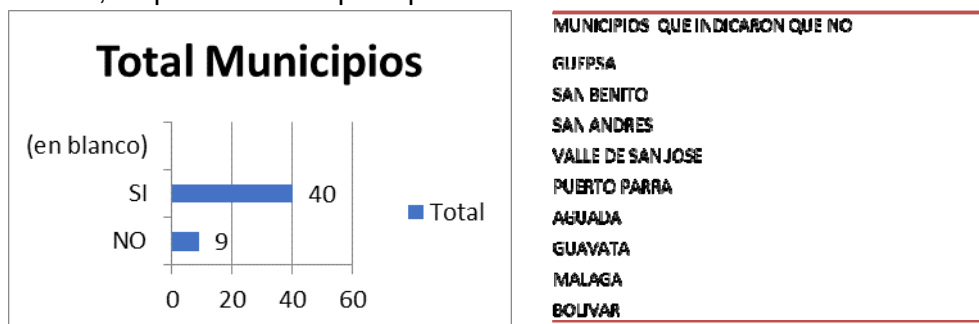 Total Municipios
(en blanco)
SI
40
NO
9
Total
0 20 40 60
MUNICIPIOS QUE INDICARON QUE NO
GUEPSA
SAN BENITO
SAN ANDRES
VALLE DE SAN JOSE
PUERTO PARRA
AGUADA
GUAVATA
MALAGA
BOLIVAR